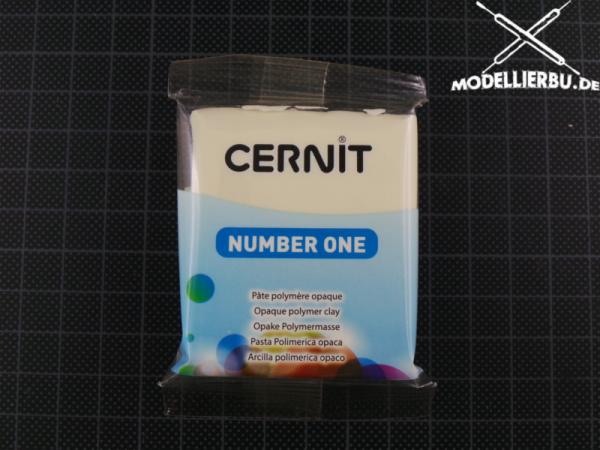 MODELLIERBU.DE
CERNIT®
NUMBER ONE
Pâte polymère opaque
Opaque polymer clay
Opake Polymermasse
Pasta Polimerica opaca
Arcilla polimerica opaco